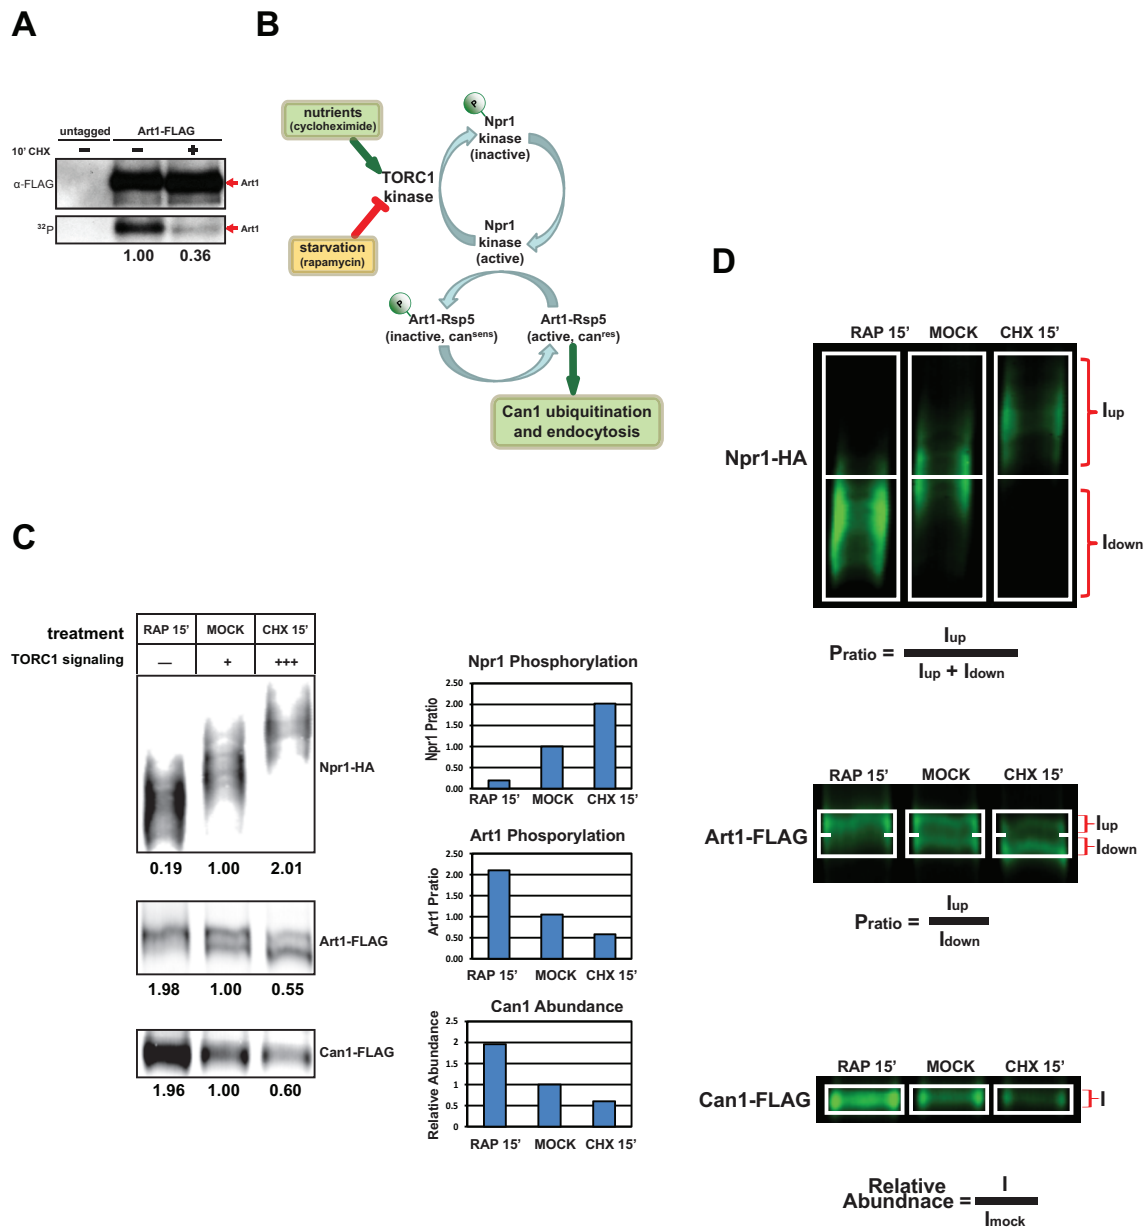 A
untagged Art1-FLAG
10' CHX − − +
α-FLAG Art1
32P Art1
1.00 0.36
B
nutrients
(cycloheximide)
P
Npr1
kinase
(inactive)
TORC1
kinase
starvation
(rapamycin)
Npr1
kinase
(active)
P
Art1-Rsp5
(inactive, cansens)
Art1-Rsp5
(active, canres)
Can1 ubiquitination
and endocytosis
C
treatment RAP 15' MOCK CHX 15'
TORC1 signaling — + +++
Npr1-HA
0.19 1.00 2.01
Art1-FLAG
1.98 1.00 0.55
Can1-FLAG
1.96 1.00 0.60
Npr1 Phosphorylation
Npr1 Pratio
2.50
2.00
1.50
1.00
0.50
0.00
RAP 15' MOCK CHX 15'
Art1 Phosporylation
Art1 Pratio
2.50
2.00
1.50
1.00
0.50
0.00
RAP 15' MOCK CHX 15'
Can1 Abundance
Relative Abundance
2.5
2
1.5
1
0.5
0
RAP 15' MOCK CHX 15'
D
RAP 15' MOCK CHX 15'
Npr1-HA
Iup
Idown
Pratio = Iup
Iup + Idown
RAP 15' MOCK CHX 15'
Art1-FLAG
Iup
Idown
Pratio = Iup
Idown
RAP 15' MOCK CHX 15'
Can1-FLAG
I
Relative
Abundnace = I
Imock